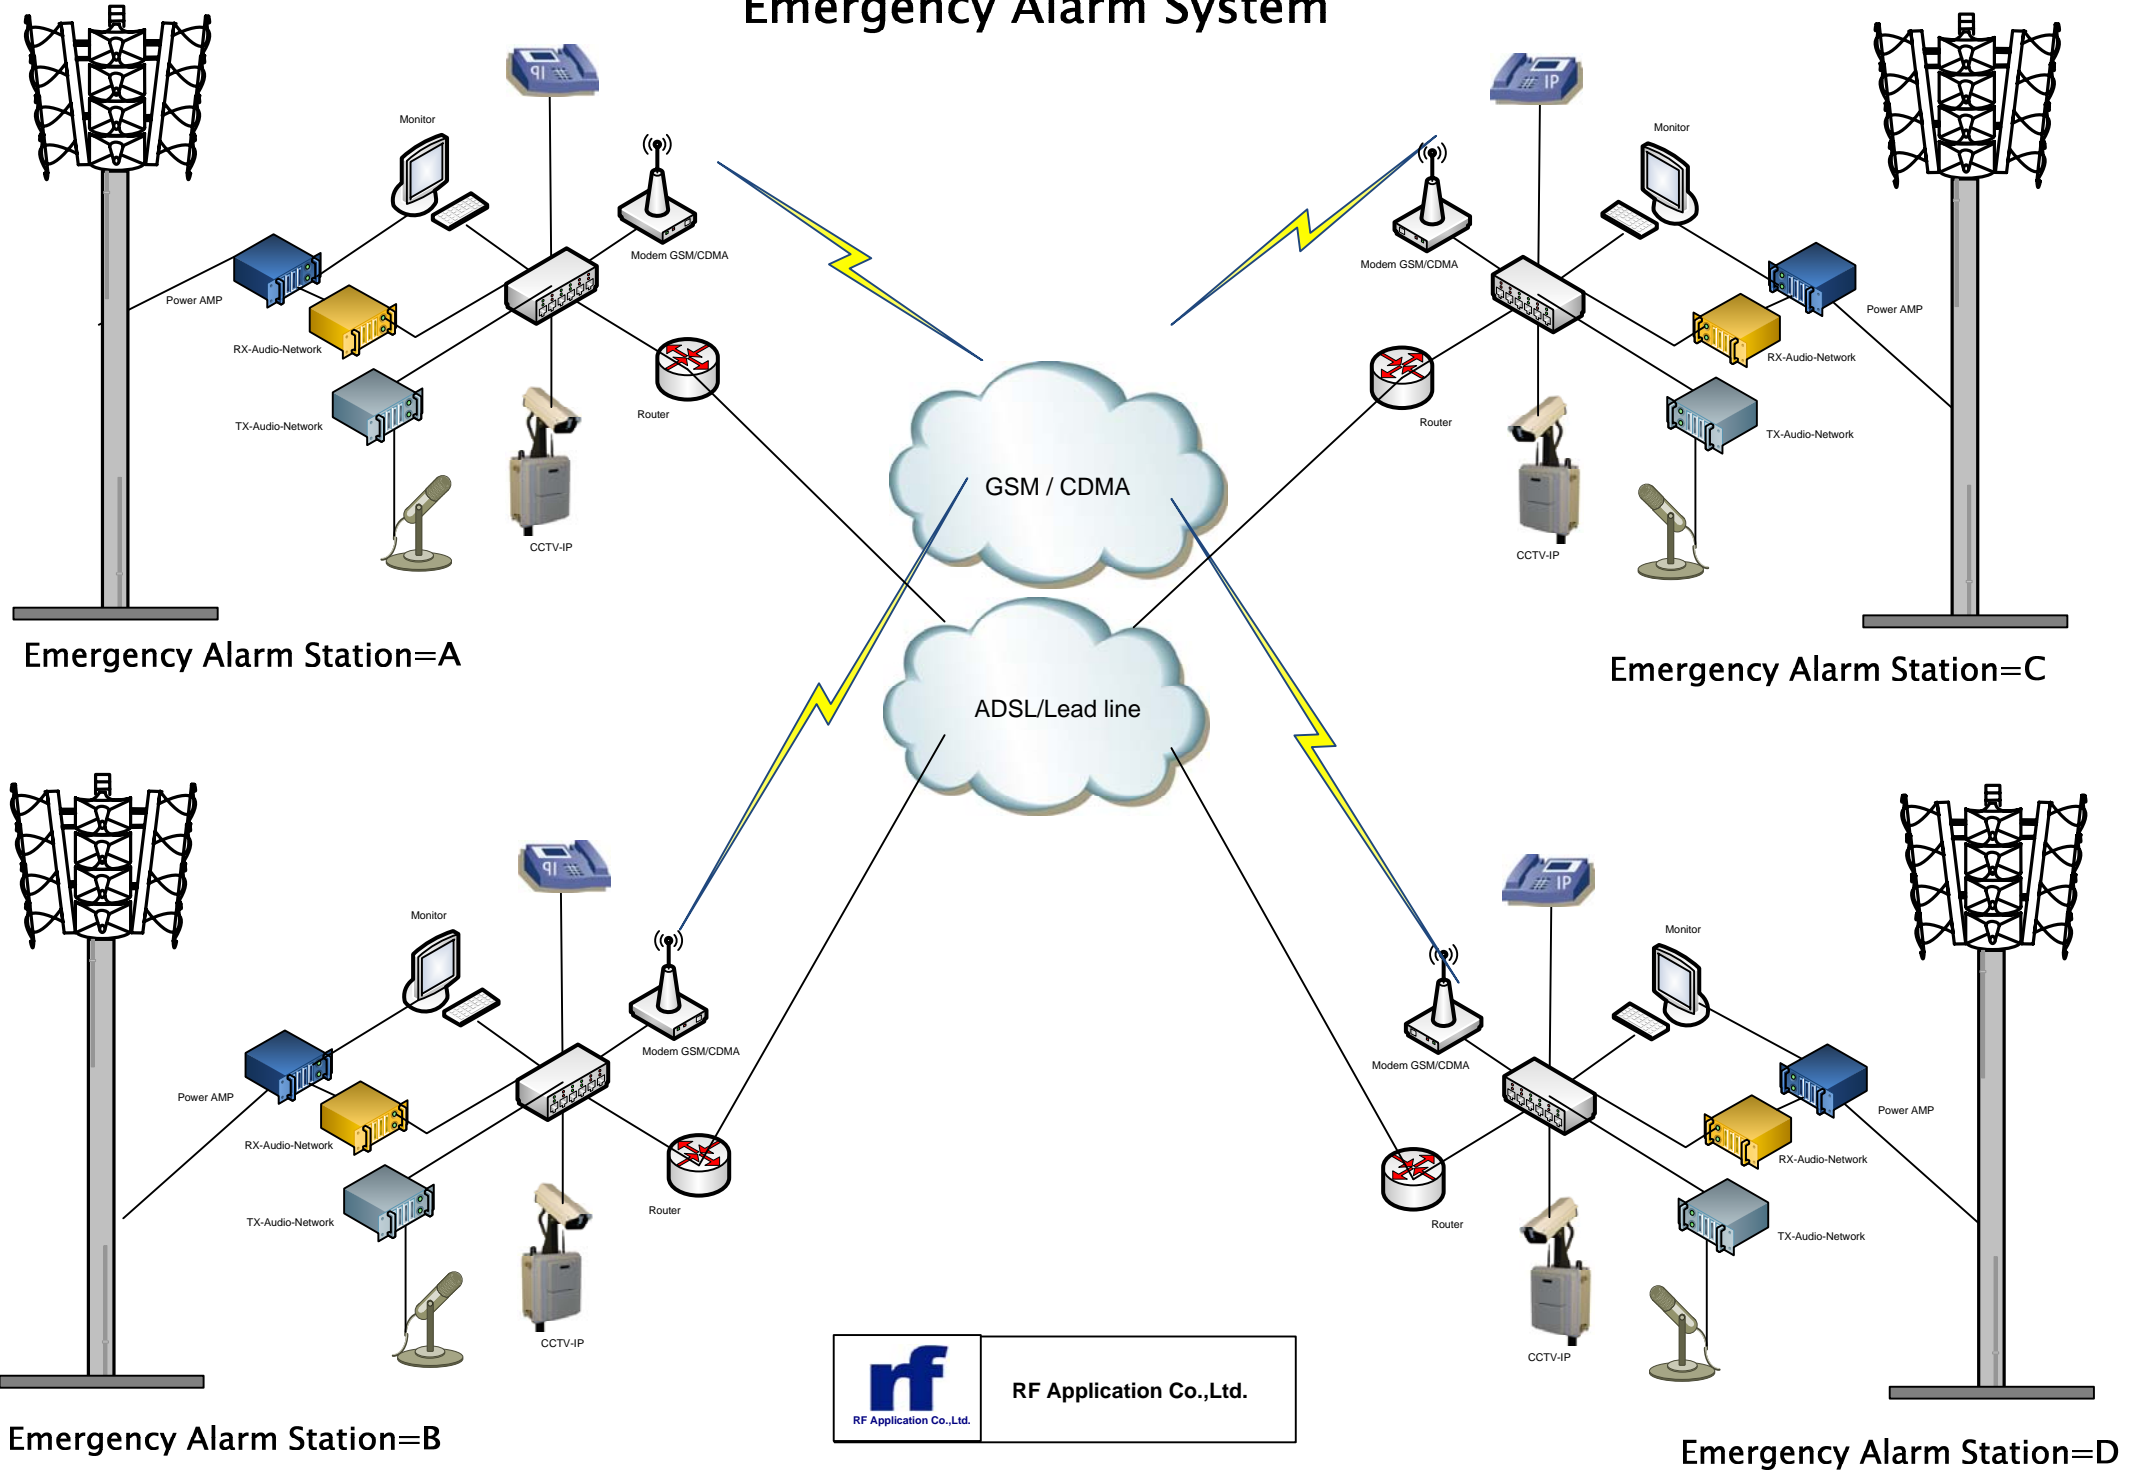 Emergency Alarm System
IP
Monitor
Modem GSM/CDMA
Power AMP
RX-Audio-Network
TX-Audio-Network
Router
CCTV-IP
Emergency Alarm Station=A
IP
Monitor
Modem GSM/CDMA
Power AMP
RX-Audio-Network
Router
TX-Audio-Network
CCTV-IP
Emergency Alarm Station=C
GSM / CDMA
ADSL/Lead line
IP
Monitor
Modem GSM/CDMA
Power AMP
RX-Audio-Network
TX-Audio-Network
Router
CCTV-IP
Emergency Alarm Station=B
IP
Monitor
Modem GSM/CDMA
Power AMP
RX-Audio-Network
Router
TX-Audio-Network
CCTV-IP
Emergency Alarm Station=D
rf
RF Application Co.,Ltd.
RF Application Co.,Ltd.